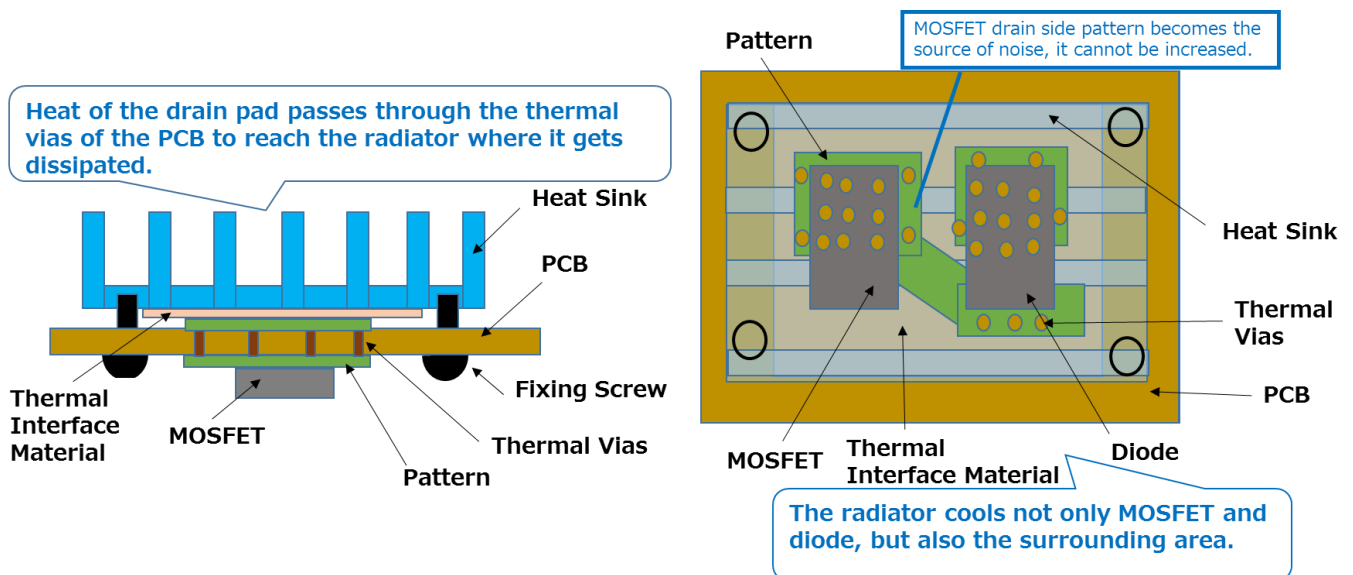 Heat of the drain pad passes through the thermal
vias of the PCB to reach the radiator where it gets
dissipated.
Heat Sink
PCB
Thermal
Interface
Material
MOSFET
Fixing Screw
Thermal Vias
Pattern
MOSFET drain side pattern becomes the
source of noise, it cannot be increased.
Pattern
Heat Sink
Thermal
Vias
PCB
MOSFET
Thermal
Interface Material
Diode
The radiator cools not only MOSFET and
diode, but also the surrounding area.